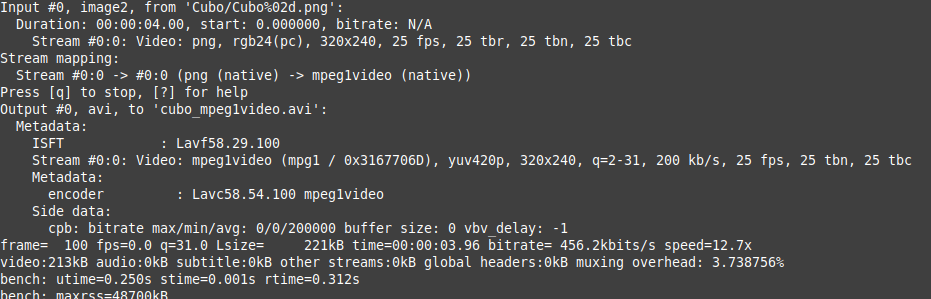 Input #0, image2, from 'Cubo/Cubo%02d.png':
  Duration: 00:00:04.00, start: 0.000000, bitrate: N/A
    Stream #0:0: Video: png, rgb24(pc), 320x240, 25 fps, 25 tbr, 25 tbn, 25 tbc
Stream mapping:
  Stream #0:0 -> #0:0 (png (native) -> mpeg1video (native))
Press [q] to stop, [?] for help
Output #0, avi, to 'cubo_mpeg1video.avi':
  Metadata:
    ISFT            : Lavf58.29.100
    Stream #0:0: Video: mpeg1video (mpg1 / 0x3167706D), yuv420p, 320x240, q=2-31, 200 kb/s, 25 fps, 25 tbn, 25 tbc
    Metadata:
      encoder         : Lavc58.54.100 mpeg1video
    Side data:
      cpb: bitrate max/min/avg: 0/0/200000 buffer size: 0 vbv_delay: -1
frame=  100 fps=0.0 q=31.0 Lsize=     221kB time=00:00:03.96 bitrate= 456.2kbits/s speed=12.7x
video:213kB audio:0kB subtitle:0kB other streams:0kB global headers:0kB muxing overhead: 3.738756%
bench: utime=0.250s stime=0.001s rtime=0.312s
bench: maxrss=48700kB